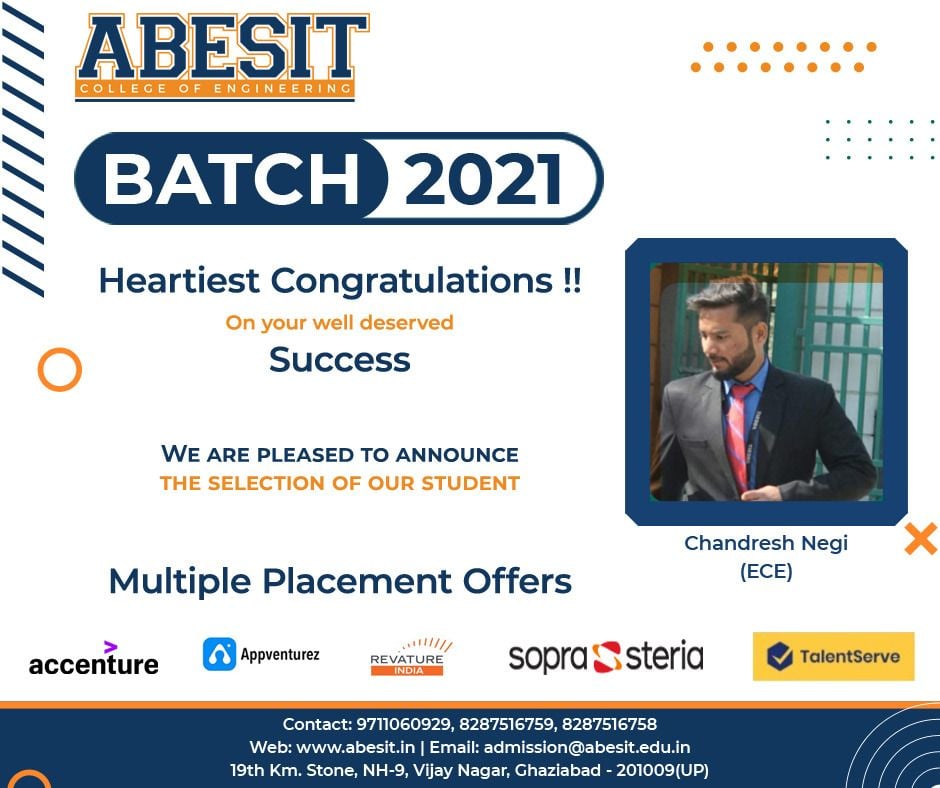 ABESIT
COLLEGE OF ENGINEERING
BATCH 2021
Heartiest Congratulations !!
On your well deserved
Success
WE ARE PLEASED TO ANNOUNCE
THE SELECTION OF OUR STUDENT
Chandresh Negi
(ECE)
Multiple Placement Offers
accenture
Appventurez
REVATURE
INDIA
sopra steria
TalentServe
Contact: 9711060929, 8287516759, 8287516758
Web: www.abesit.in | Email: admission@abesit.edu.in
19th Km. Stone, NH-9, Vijay Nagar, Ghaziabad - 201009(UP)